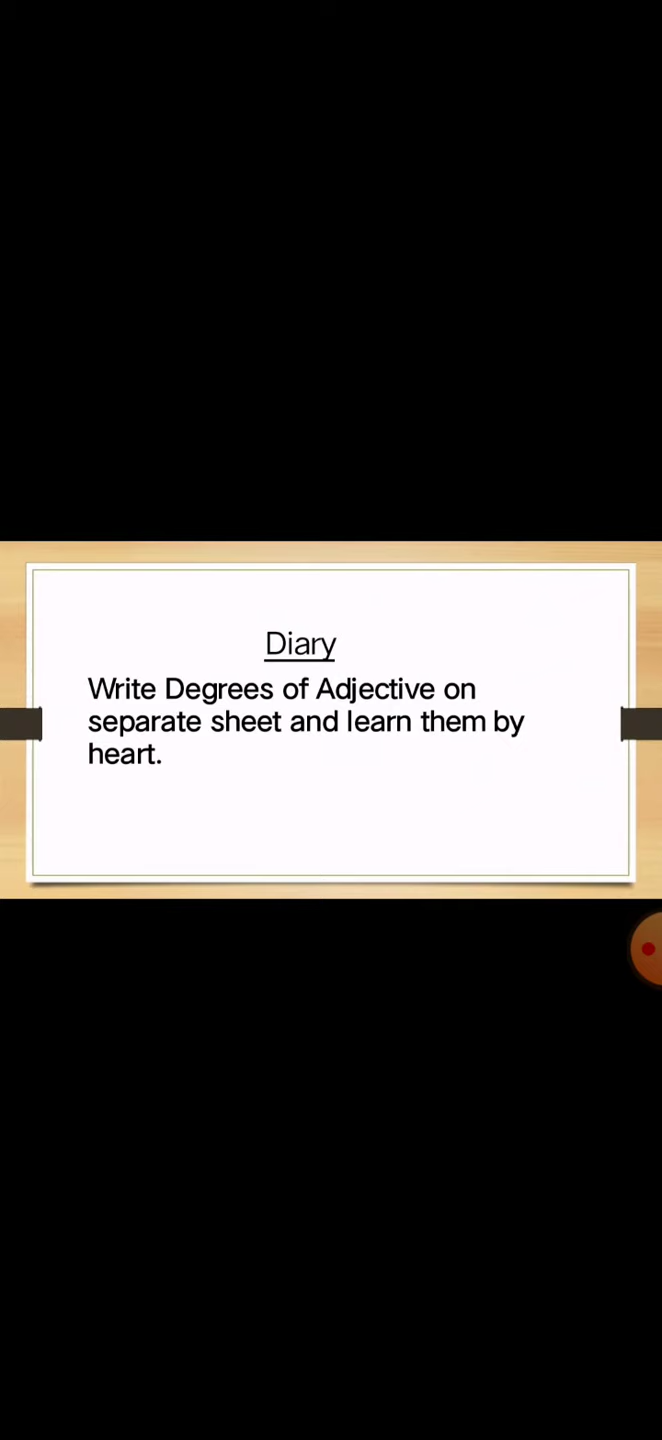 Diary
Write Degrees of Adjective on
separate sheet and learn them by
heart.